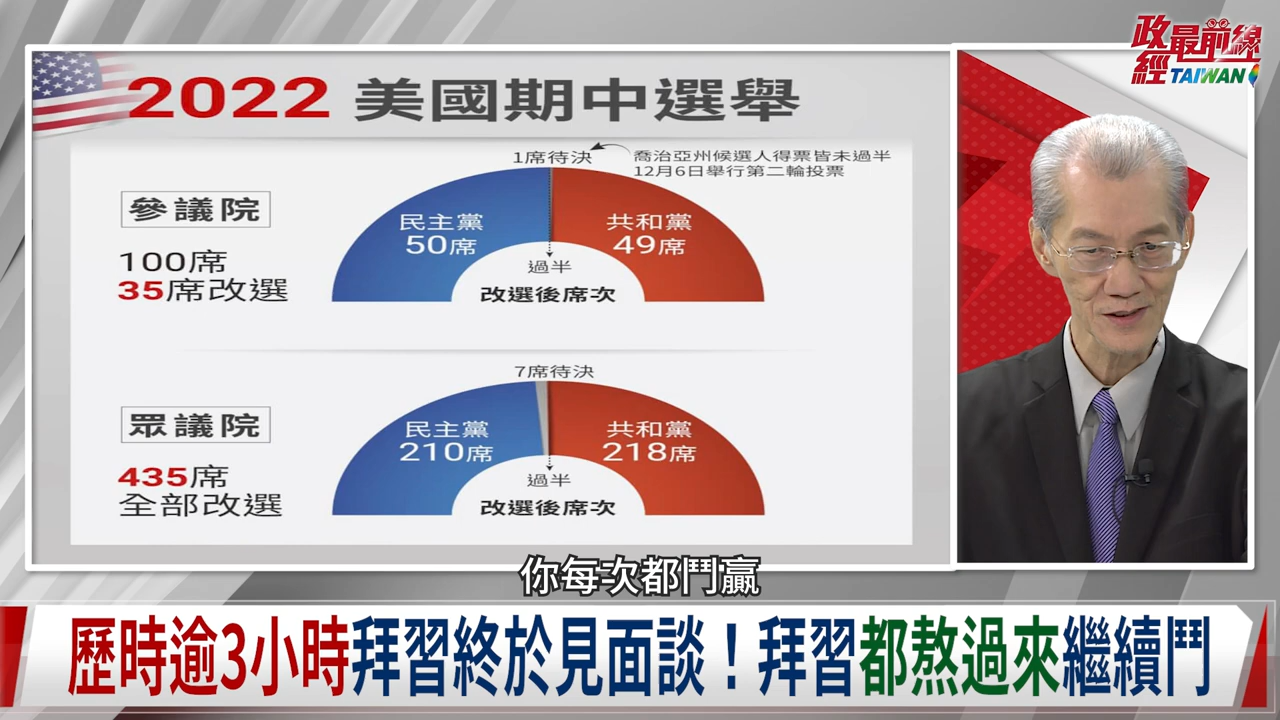 政經最前線
TAIWAN
2022 美國期中選舉
1席待決
喬治亞州候選人得票皆未過半
12月6日舉行第二輪投票
參議院
100席
35席改選
民主黨
50席
共和黨
49席
過半
改選後席次
7席待決
眾議院
435席
全部改選
民主黨
210席
共和黨
218席
過半
改選後席次
你每次都鬥贏
歷時逾3小時拜習終於見面談！拜習都熬過來繼續鬥